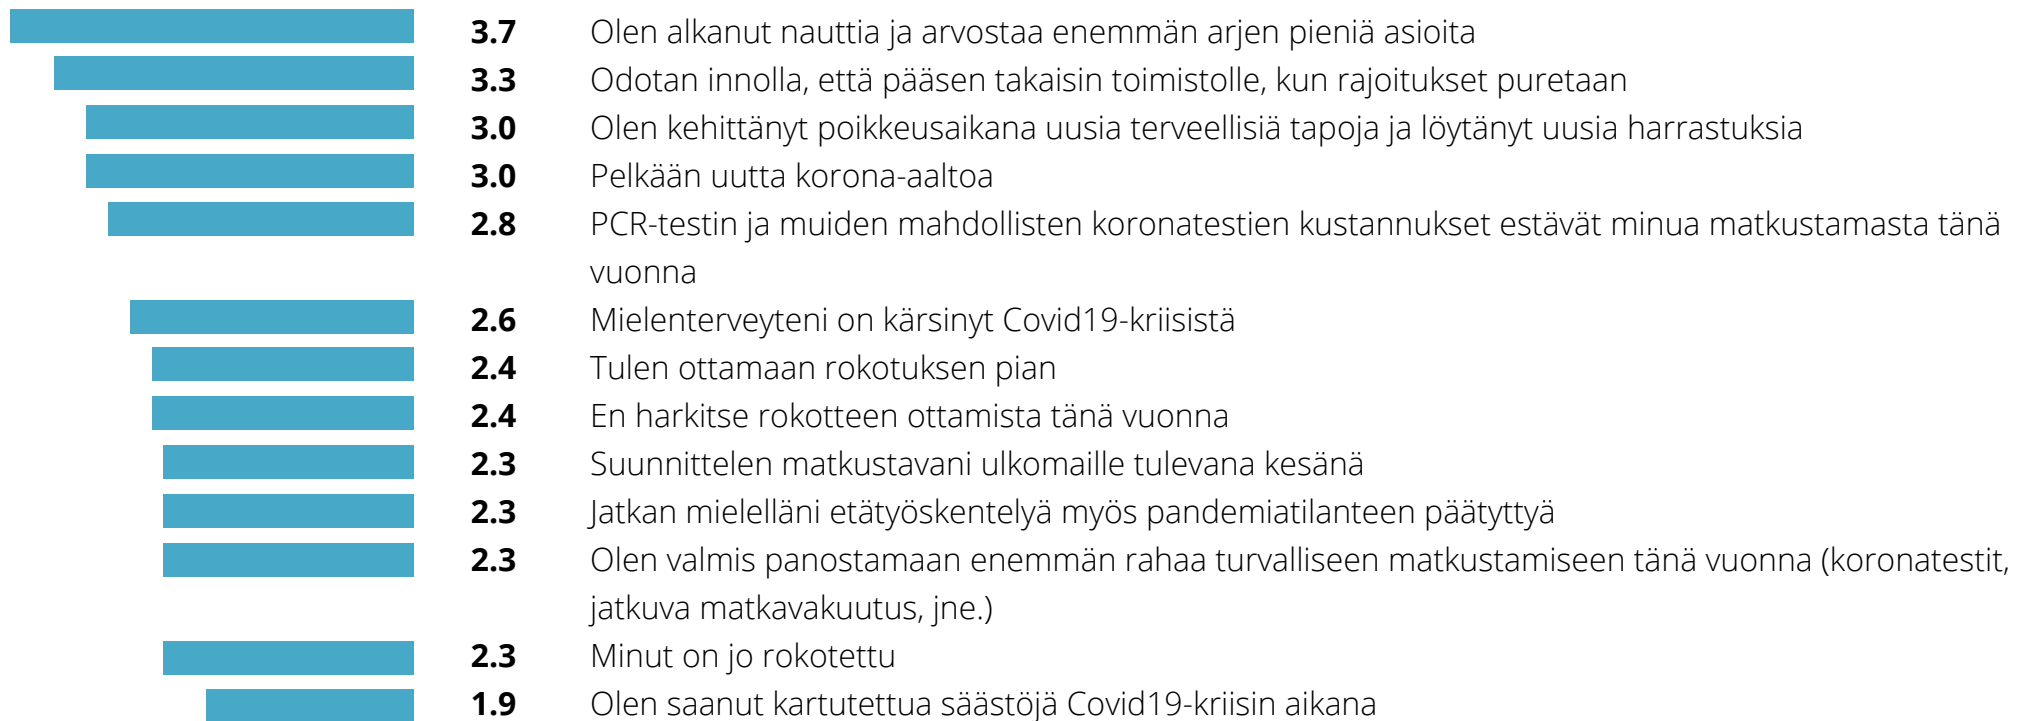 3.7 Olen alkanut nauttia ja arvostaa enemmän arjen pieniä asioita
3.3 Odotan innolla, että pääsen takaisin toimistolle, kun rajoitukset puretaan
3.0 Olen kehittänyt poikkeusaikana uusia terveellisiä tapoja ja löytänyt uusia harrastuksia
3.0 Pelkään uutta korona-aaltoa
2.8 PCR-testin ja muiden mahdollisten koronatestien kustannukset estävät minua matkustamasta tänä
vuonna
2.6 Mielenterveyteni on kärsinyt Covid19-kriisistä
2.4 Tulen ottamaan rokotuksen pian
2.4 En harkitse rokotteen ottamista tänä vuonna
2.3 Suunnittelen matkustavani ulkomaille tulevana kesänä
2.3 Jatkan mielelläni etätyöskentelyä myös pandemiatilanteen päätyttyä
2.3 Olen valmis panostamaan enemmän rahaa turvalliseen matkustamiseen tänä vuonna (koronatestit,
jatkuva matkavakuutus, jne.)
2.3 Minut on jo rokotettu
1.9 Olen saanut kartutettua säästöjä Covid19-kriisin aikana